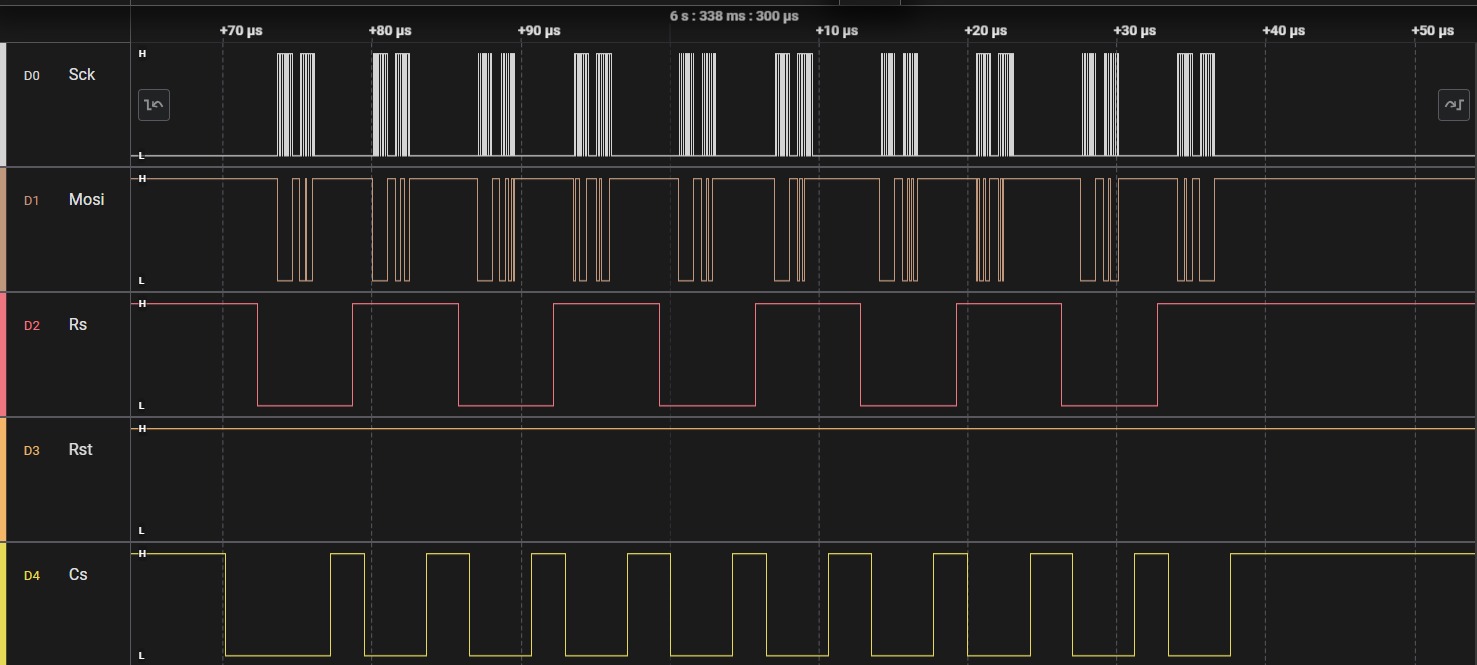 6 s : 338 ms : 300 µs
+70 µs +80 µs +90 µs +10 µs +20 µs +30 µs +40 µs +50 µs
H
D0 Sck
L
H
D1 Mosi
L
H
D2 Rs
L
H
D3 Rst
L
H
D4 Cs
L